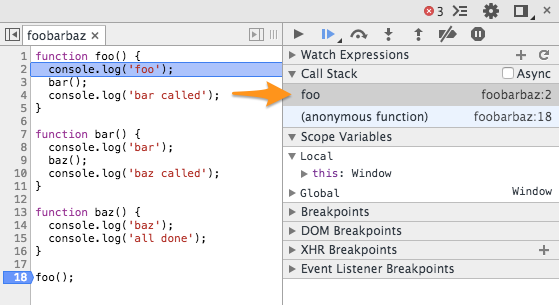 3
foobarbaz ×
1 function foo() {
2 console.log('foo');
3 bar();
4 console.log('bar called');
5 }
6
7 function bar() {
8 console.log('bar');
9 baz();
10 console.log('baz called');
11 }
12
13 function baz() {
14 console.log('baz');
15 console.log('all done');
16 }
17
18 foo();
Watch Expressions
Call Stack Async
foo foobarbaz:2
(anonymous function) foobarbaz:18
Scope Variables
Local
this: Window
Global Window
Breakpoints
DOM Breakpoints
XHR Breakpoints
Event Listener Breakpoints